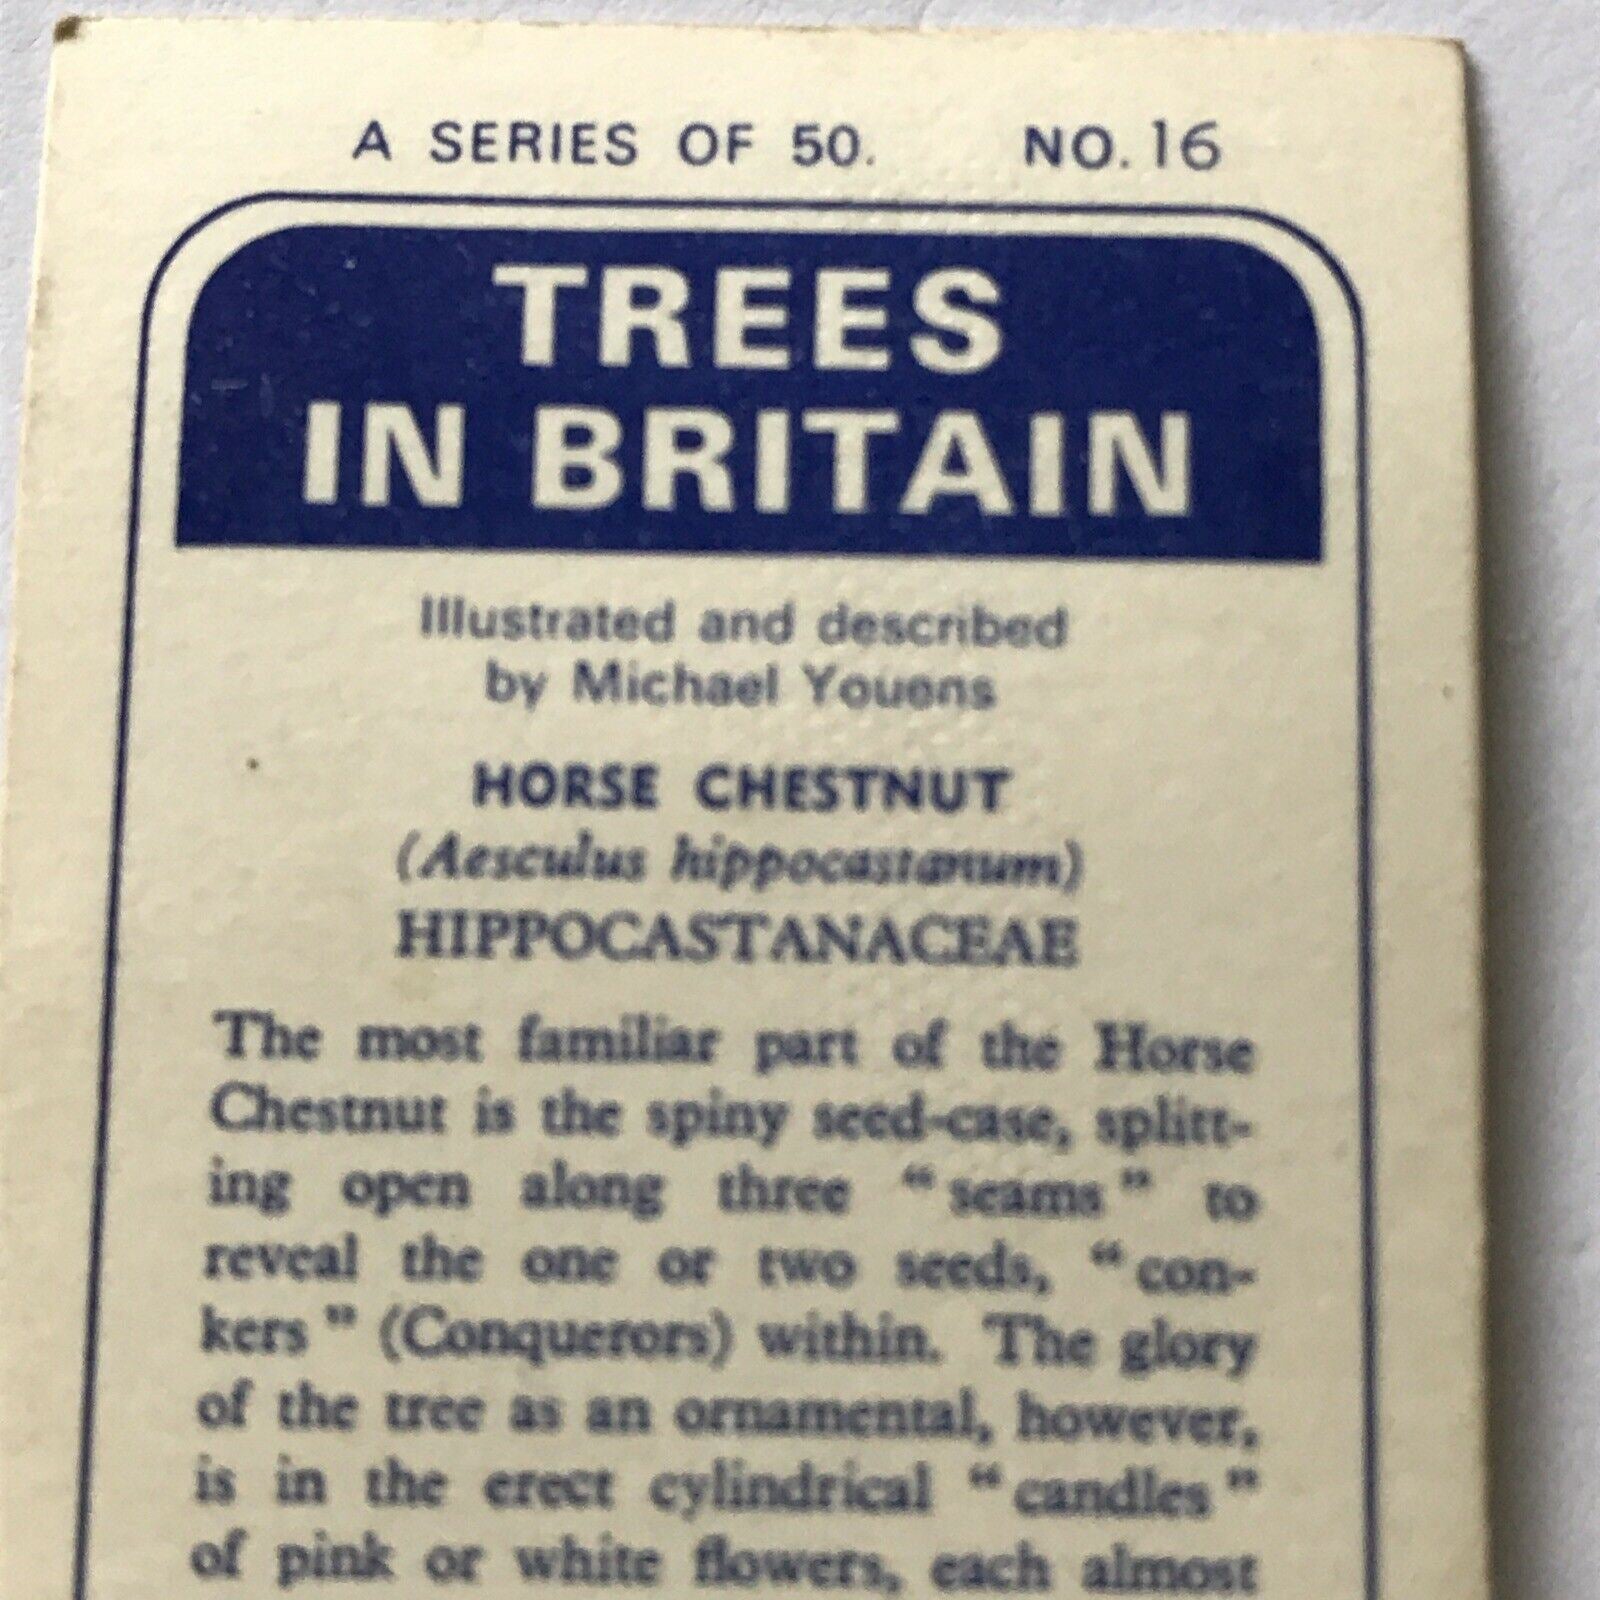 A SERIES OF 50. NO. 16
TREES
IN BRITAIN
Illustrated and described
by Michael Youens
HORSE CHESTNUT
(Aesculus hippocastanum)
HIPPOCASTANACEAE
The most familiar part of the Horse
Chestnut is the spiny seed-case, splitt-
ing open along three "seams" to
reveal the one or two seeds, "con-
kers" (Conquerors) within. The glory
of the tree as an ornamental, however,
is in the erect cylindrical "candles"
of pink or white flowers, each almost